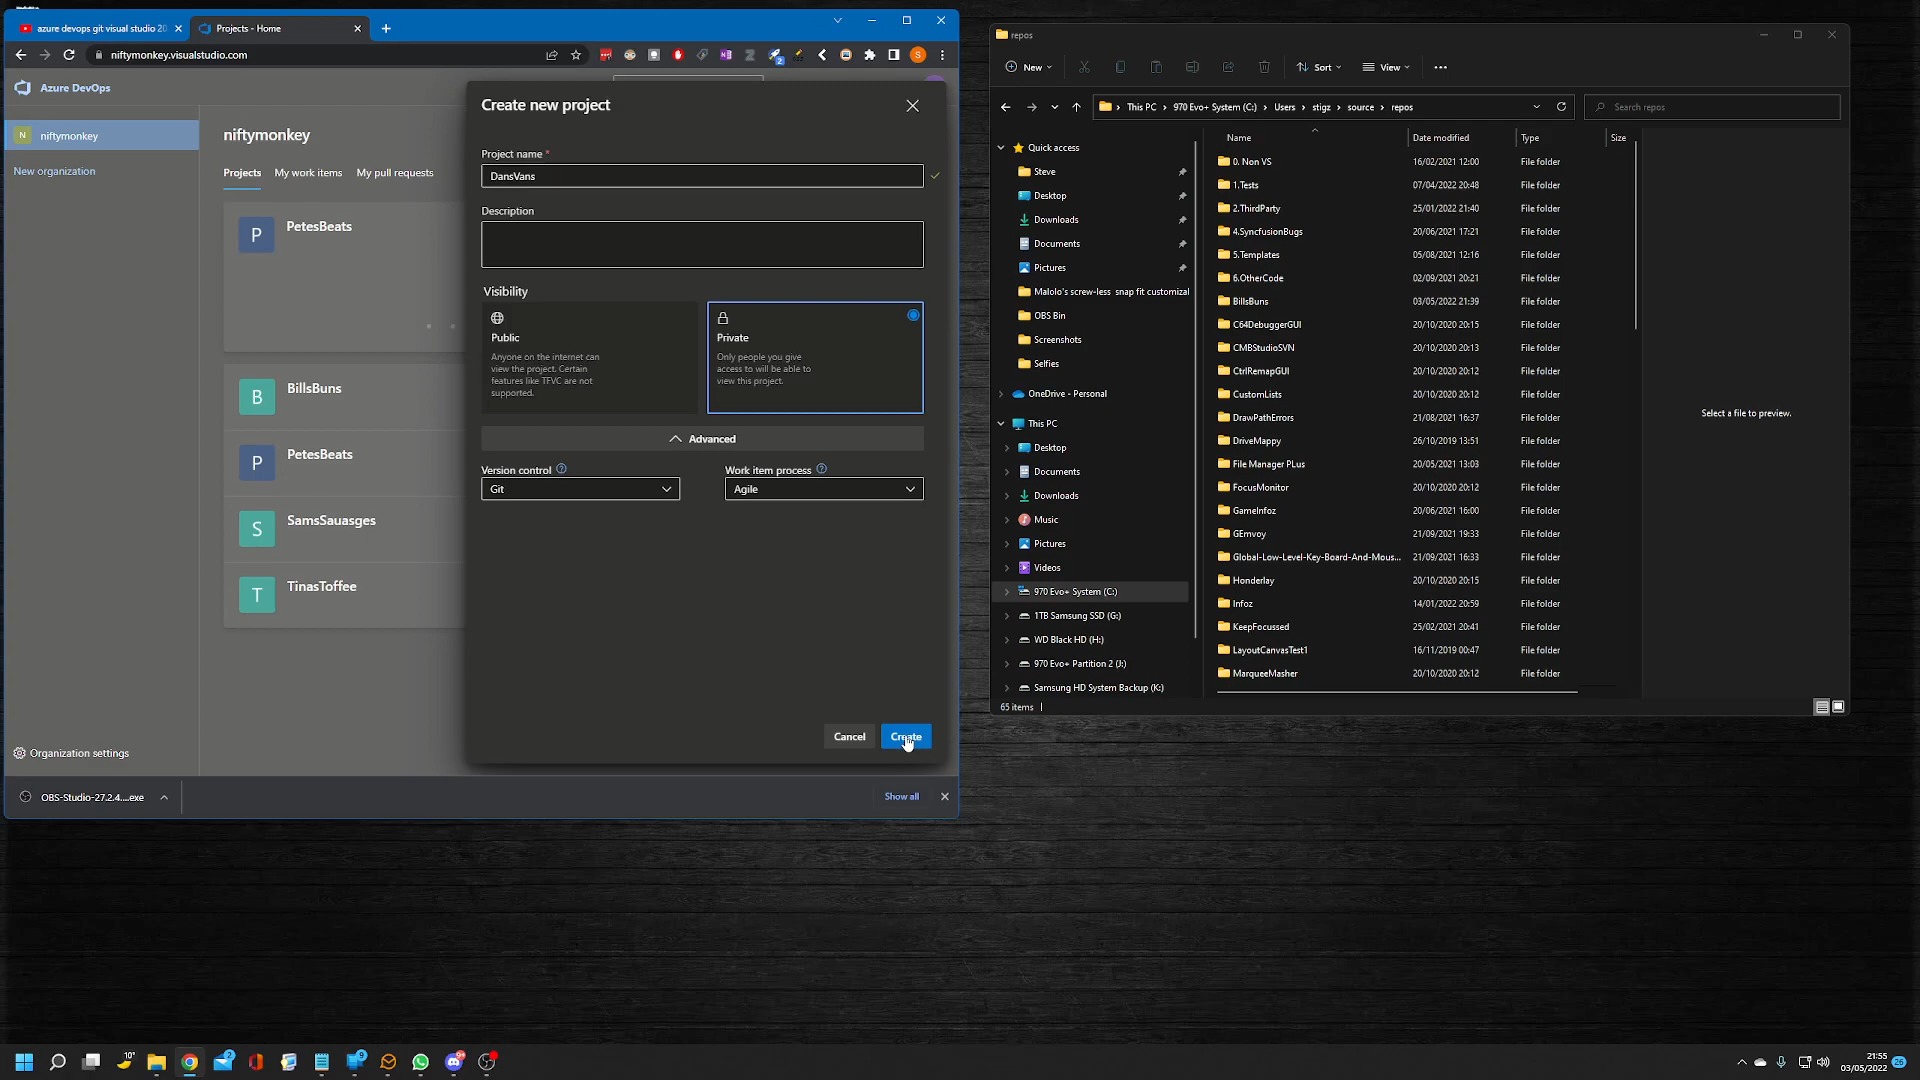 azure devops git visual studio 20
Projects - Home
niftymonkey.visualstudio.com
2
S
Azure DevOps
N
niftymonkey
New organization
niftymonkey
Projects
My work items
My pull requests
P
PetesBeats
B
BillsBuns
P
PetesBeats
S
SamsSauasges
T
TinasToffee
Organization settings
Create new project
Project name *
DansVans
Description
Visibility
Public
Anyone on the internet can
view the project. Certain
features like TFVC are not
supported.
Private
Only people you give
access to will be able to
view this project.
Advanced
Version control
Git
Work item process
Agile
Cancel
Create
OBS-Studio-27.2.4....exe
Show all
repos
New
Sort
View
This PC
970 Evo+ System (C:)
Users
stigz
source
repos
Search repos
Quick access
Steve
Desktop
Downloads
Documents
Pictures
Malolo's screw-less snap fit customizal
OBS Bin
Screenshots
Selfies
OneDrive - Personal
This PC
Desktop
Documents
Downloads
Music
Pictures
Videos
970 Evo+ System (C:)
1TB Samsung SSD (G:)
WD Black HD (H:)
970 Evo+ Partition 2 (J:)
Samsung HD System Backup (K:)
Name Date modified Type Size
0. Non VS 16/02/2021 12:00 File folder
1.Tests 07/04/2022 20:48 File folder
2.ThirdParty 25/01/2022 21:40 File folder
4.SyncfusionBugs 20/06/2021 17:21 File folder
5.Templates 05/08/2021 12:16 File folder
6.OtherCode 02/09/2021 20:21 File folder
BillsBuns 03/05/2022 21:39 File folder
C64DebuggerGUI 20/10/2020 20:15 File folder
CMBStudioSVN 20/10/2020 20:13 File folder
CtrlRemapGUI 20/10/2020 20:12 File folder
CustomLists 20/10/2020 20:12 File folder
DrawPathErrors 21/08/2021 16:37 File folder
DriveMappy 26/10/2019 13:51 File folder
File Manager PLus 20/05/2021 13:03 File folder
FocusMonitor 20/10/2020 20:12 File folder
GameInfoz 20/06/2021 16:00 File folder
GEmvoy 21/09/2021 19:33 File folder
Global-Low-Level-Key-Board-And-Mous... 21/09/2021 16:33 File folder
Honderlay 20/10/2020 20:15 File folder
Infoz 14/01/2022 20:59 File folder
KeepFocussed 25/02/2021 20:41 File folder
LayoutCanvasTest1 16/11/2019 00:47 File folder
MarqueeMasher 20/10/2020 20:12 File folder
Select a file to preview.
65 items
10°
2
9
21:55
03/05/2022
26